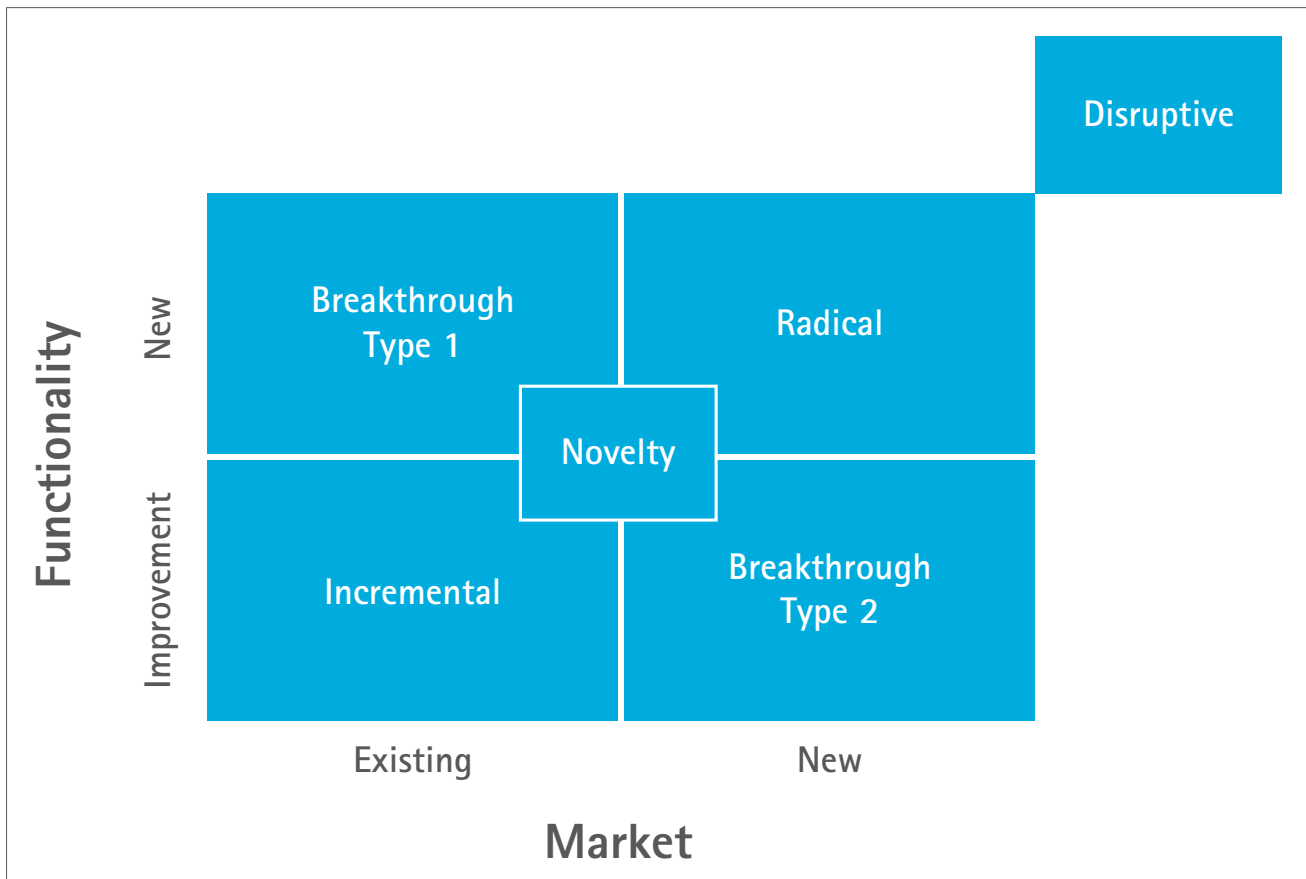 Disruptive
Functionality
New
Breakthrough
Type 1
Radical
Novelty
Improvement
Incremental
Breakthrough
Type 2
Existing
New
Market